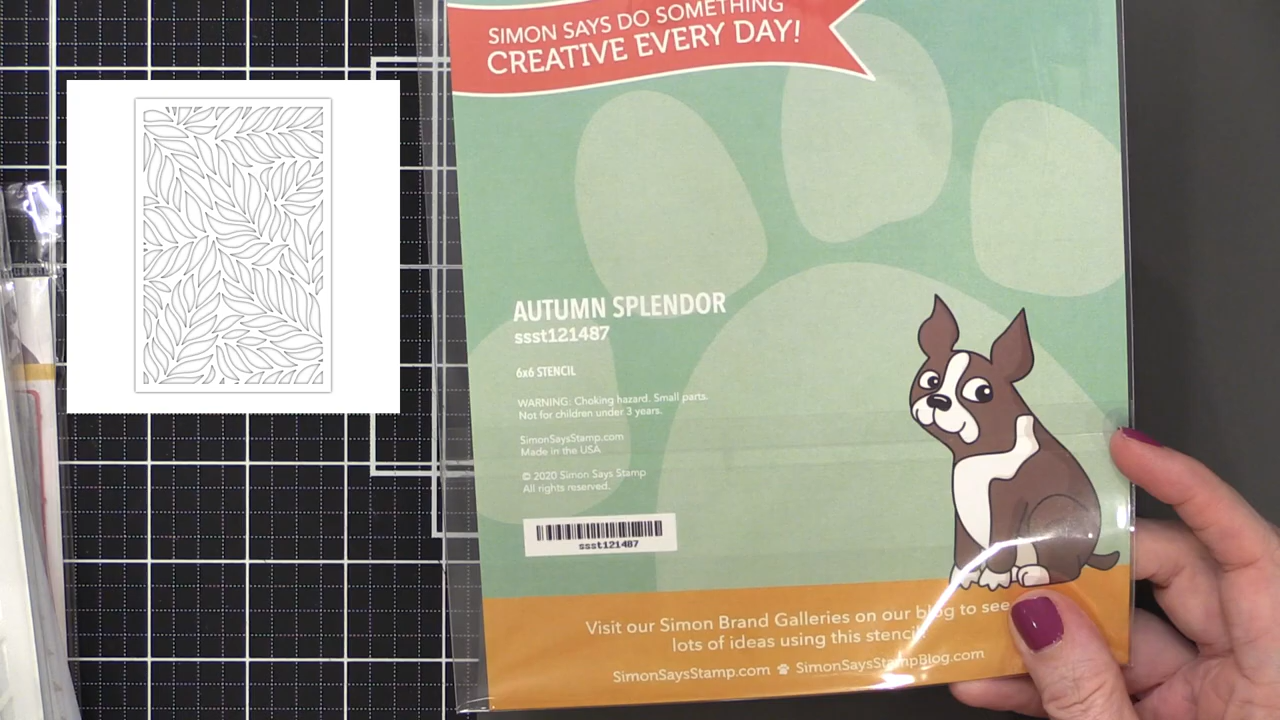 SIMON SAYS DO SOMETHING
CREATIVE EVERY DAY!
AUTUMN SPLENDOR
ssst121487
6x6 STENCIL
WARNING: Choking hazard. Small parts.
Not for children under 3 years.
SimonSaysStamp.com
Made in the USA
© 2020 Simon Says Stamp
All rights reserved.
ssst121487
Visit our Simon Brand Galleries on our blog to see
lots of ideas using this stencil.
SimonSaysStamp.com SimonSaysStampBlog.com